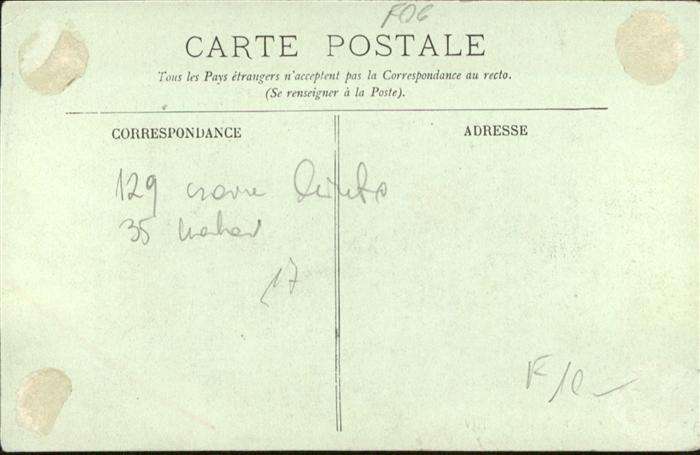 F06
CARTE POSTALE
Tous les Pays étrangers n'acceptent pas la Correspondance au recto.
(Se renseigner à la Poste).
CORRESPONDANCE
ADRESSE
129
35
17
F/10-